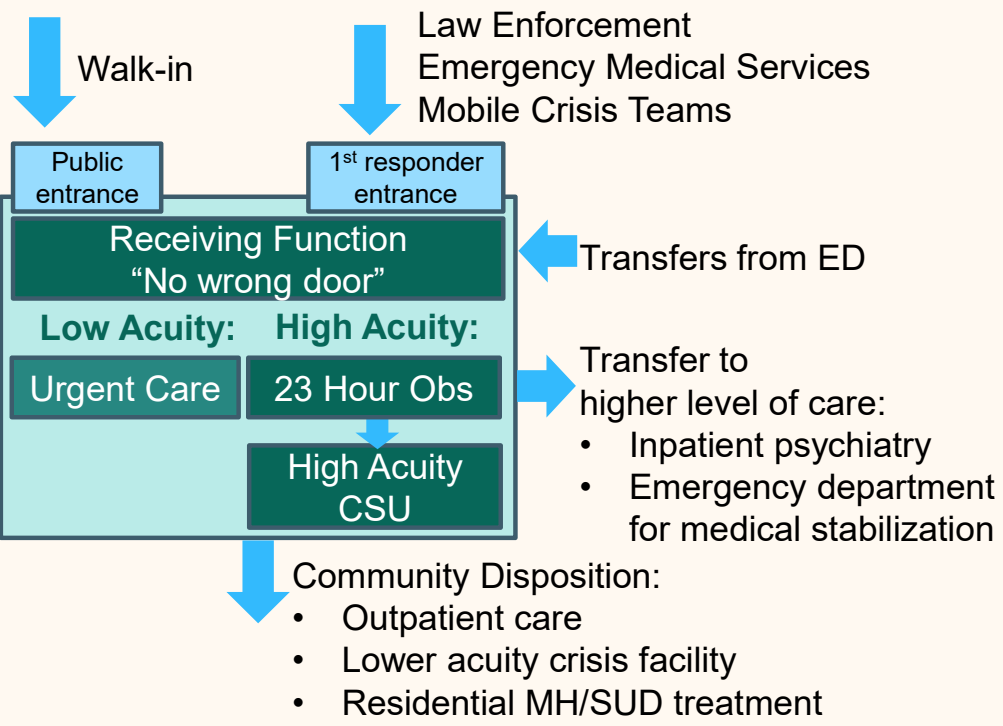 Walk-in
Law Enforcement
Emergency Medical Services
Mobile Crisis Teams
Public
entrance
1st responder
entrance
Receiving Function
“No wrong door”
Transfers from ED
Low Acuity:
High Acuity:
Urgent Care
23 Hour Obs
High Acuity
CSU
Transfer to
higher level of care:
• Inpatient psychiatry
• Emergency department
for medical stabilization
Community Disposition:
• Outpatient care
• Lower acuity crisis facility
• Residential MH/SUD treatment